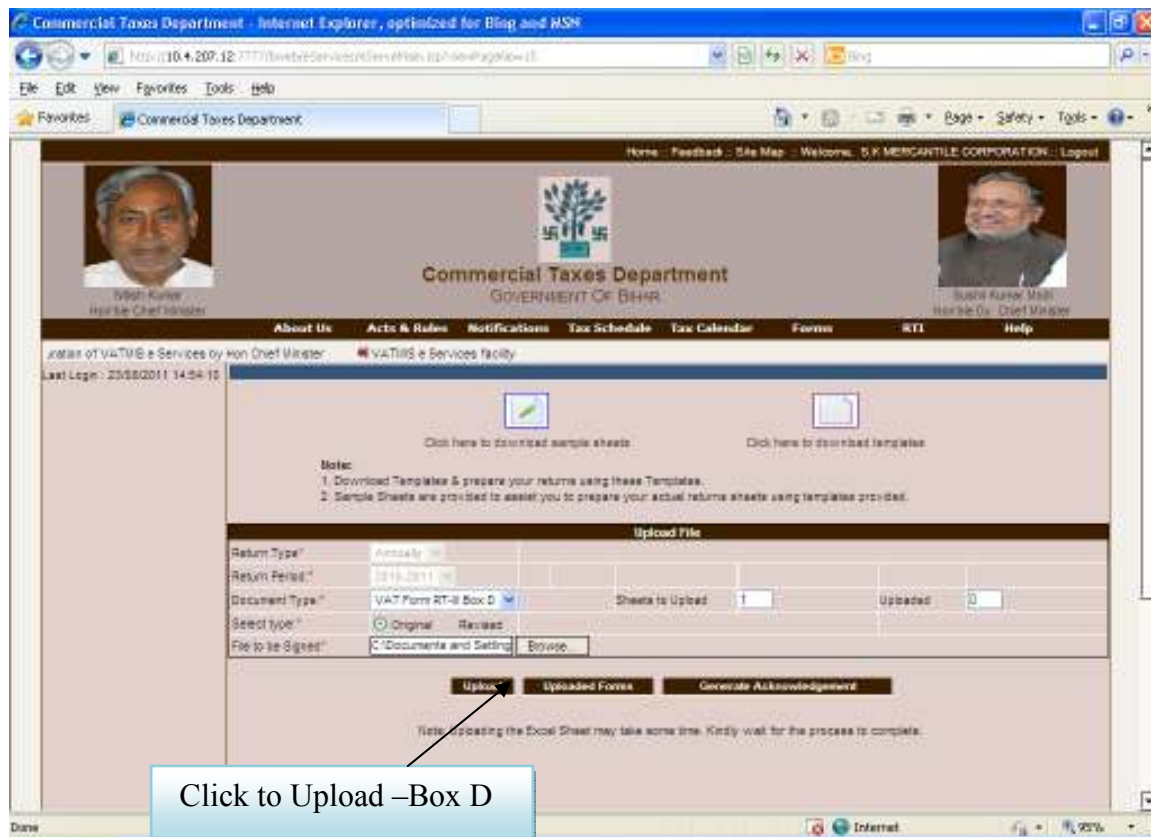 Commercial Taxes Department - Internet Explorer, optimized for Bing and MSN
Bing
File Edit View Favorites Tools Help
Favorites Commercial Taxes Department Page Safety Tools
Home :: Feedback :: Site Map :: Welcome, S.K MERCANTILE CORPORATION :: Logout
Commercial Taxes Department
GOVERNMENT OF BIHAR
Nitish Kumar
Hon'ble Chief Minister
Sushil Kumar Modi
Hon'ble Dy. Chief Minister
About Us Acts & Rules Notifications Tax Schedule Tax Calendar Forms RTI Help
of VATMIS e Services by Hon Chief Minister VATMIS e Services facility
Last Login : 23/08/2011 14:54:10
Click here to download sample sheets Click here to download templates
Note:
1. Download Templates & prepare your returns using these Templates.
2. Sample Sheets are provided to assist you to prepare your actual returns sheets using templates provided.
Upload File
Return Type* Annually
Return Period:* 2010-2011
Document Type:* VAT Form RT-III Box D Sheets to Upload 1 Uploaded 0
Select type:* Original Revised
File to be Signed* C:\Documents and Setting Browse...
Upload Uploaded Forms Generate Acknowledgement
Note: Uploading the Excel Sheet may take some time. Kindly wait for the process to complete.
Click to Upload –Box D
Done Internet 95%